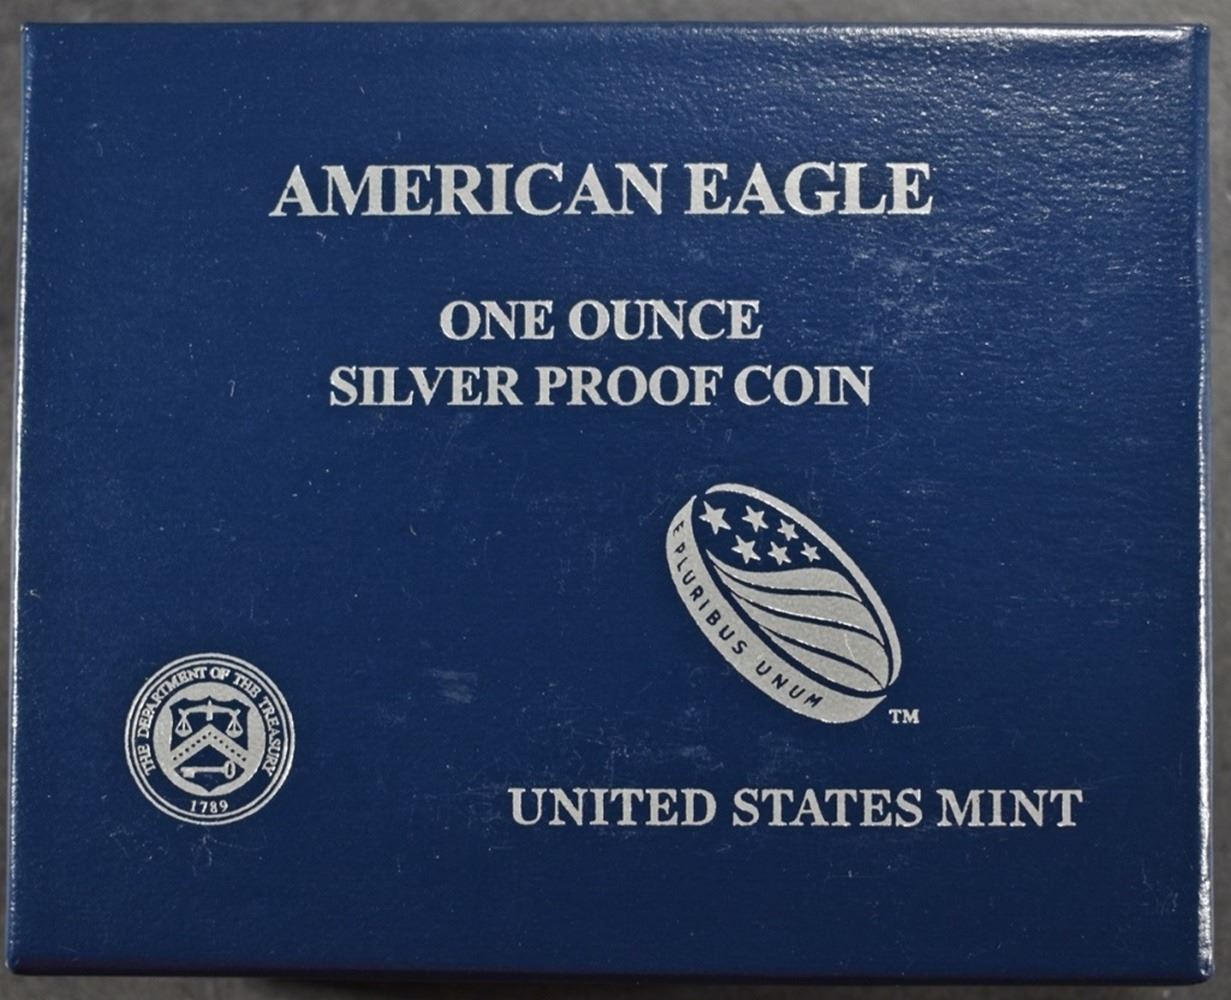 AMERICAN EAGLE
ONE OUNCE
SILVER PROOF COIN
E PLURIBUS UNUM
TM
THE DEPARTMENT OF THE TREASURY
1789
UNITED STATES MINT